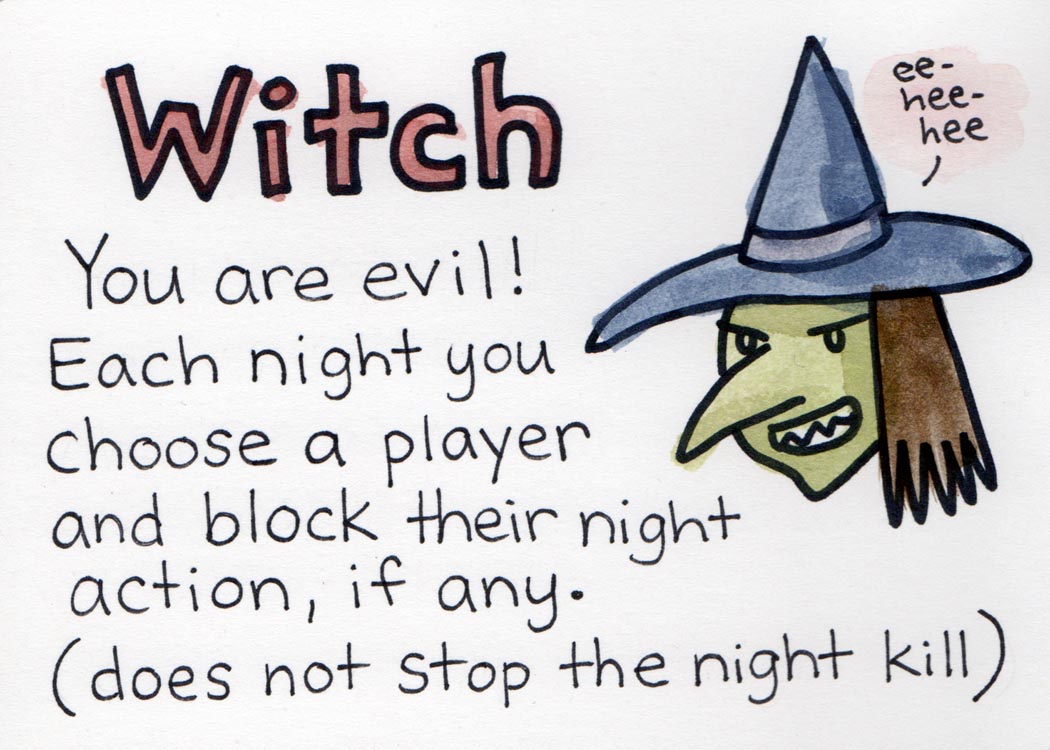 Witch
ee-
hee-
hee
You are evil!
Each night you
choose a player
and block their night
action, if any.
(does not stop the night kill)